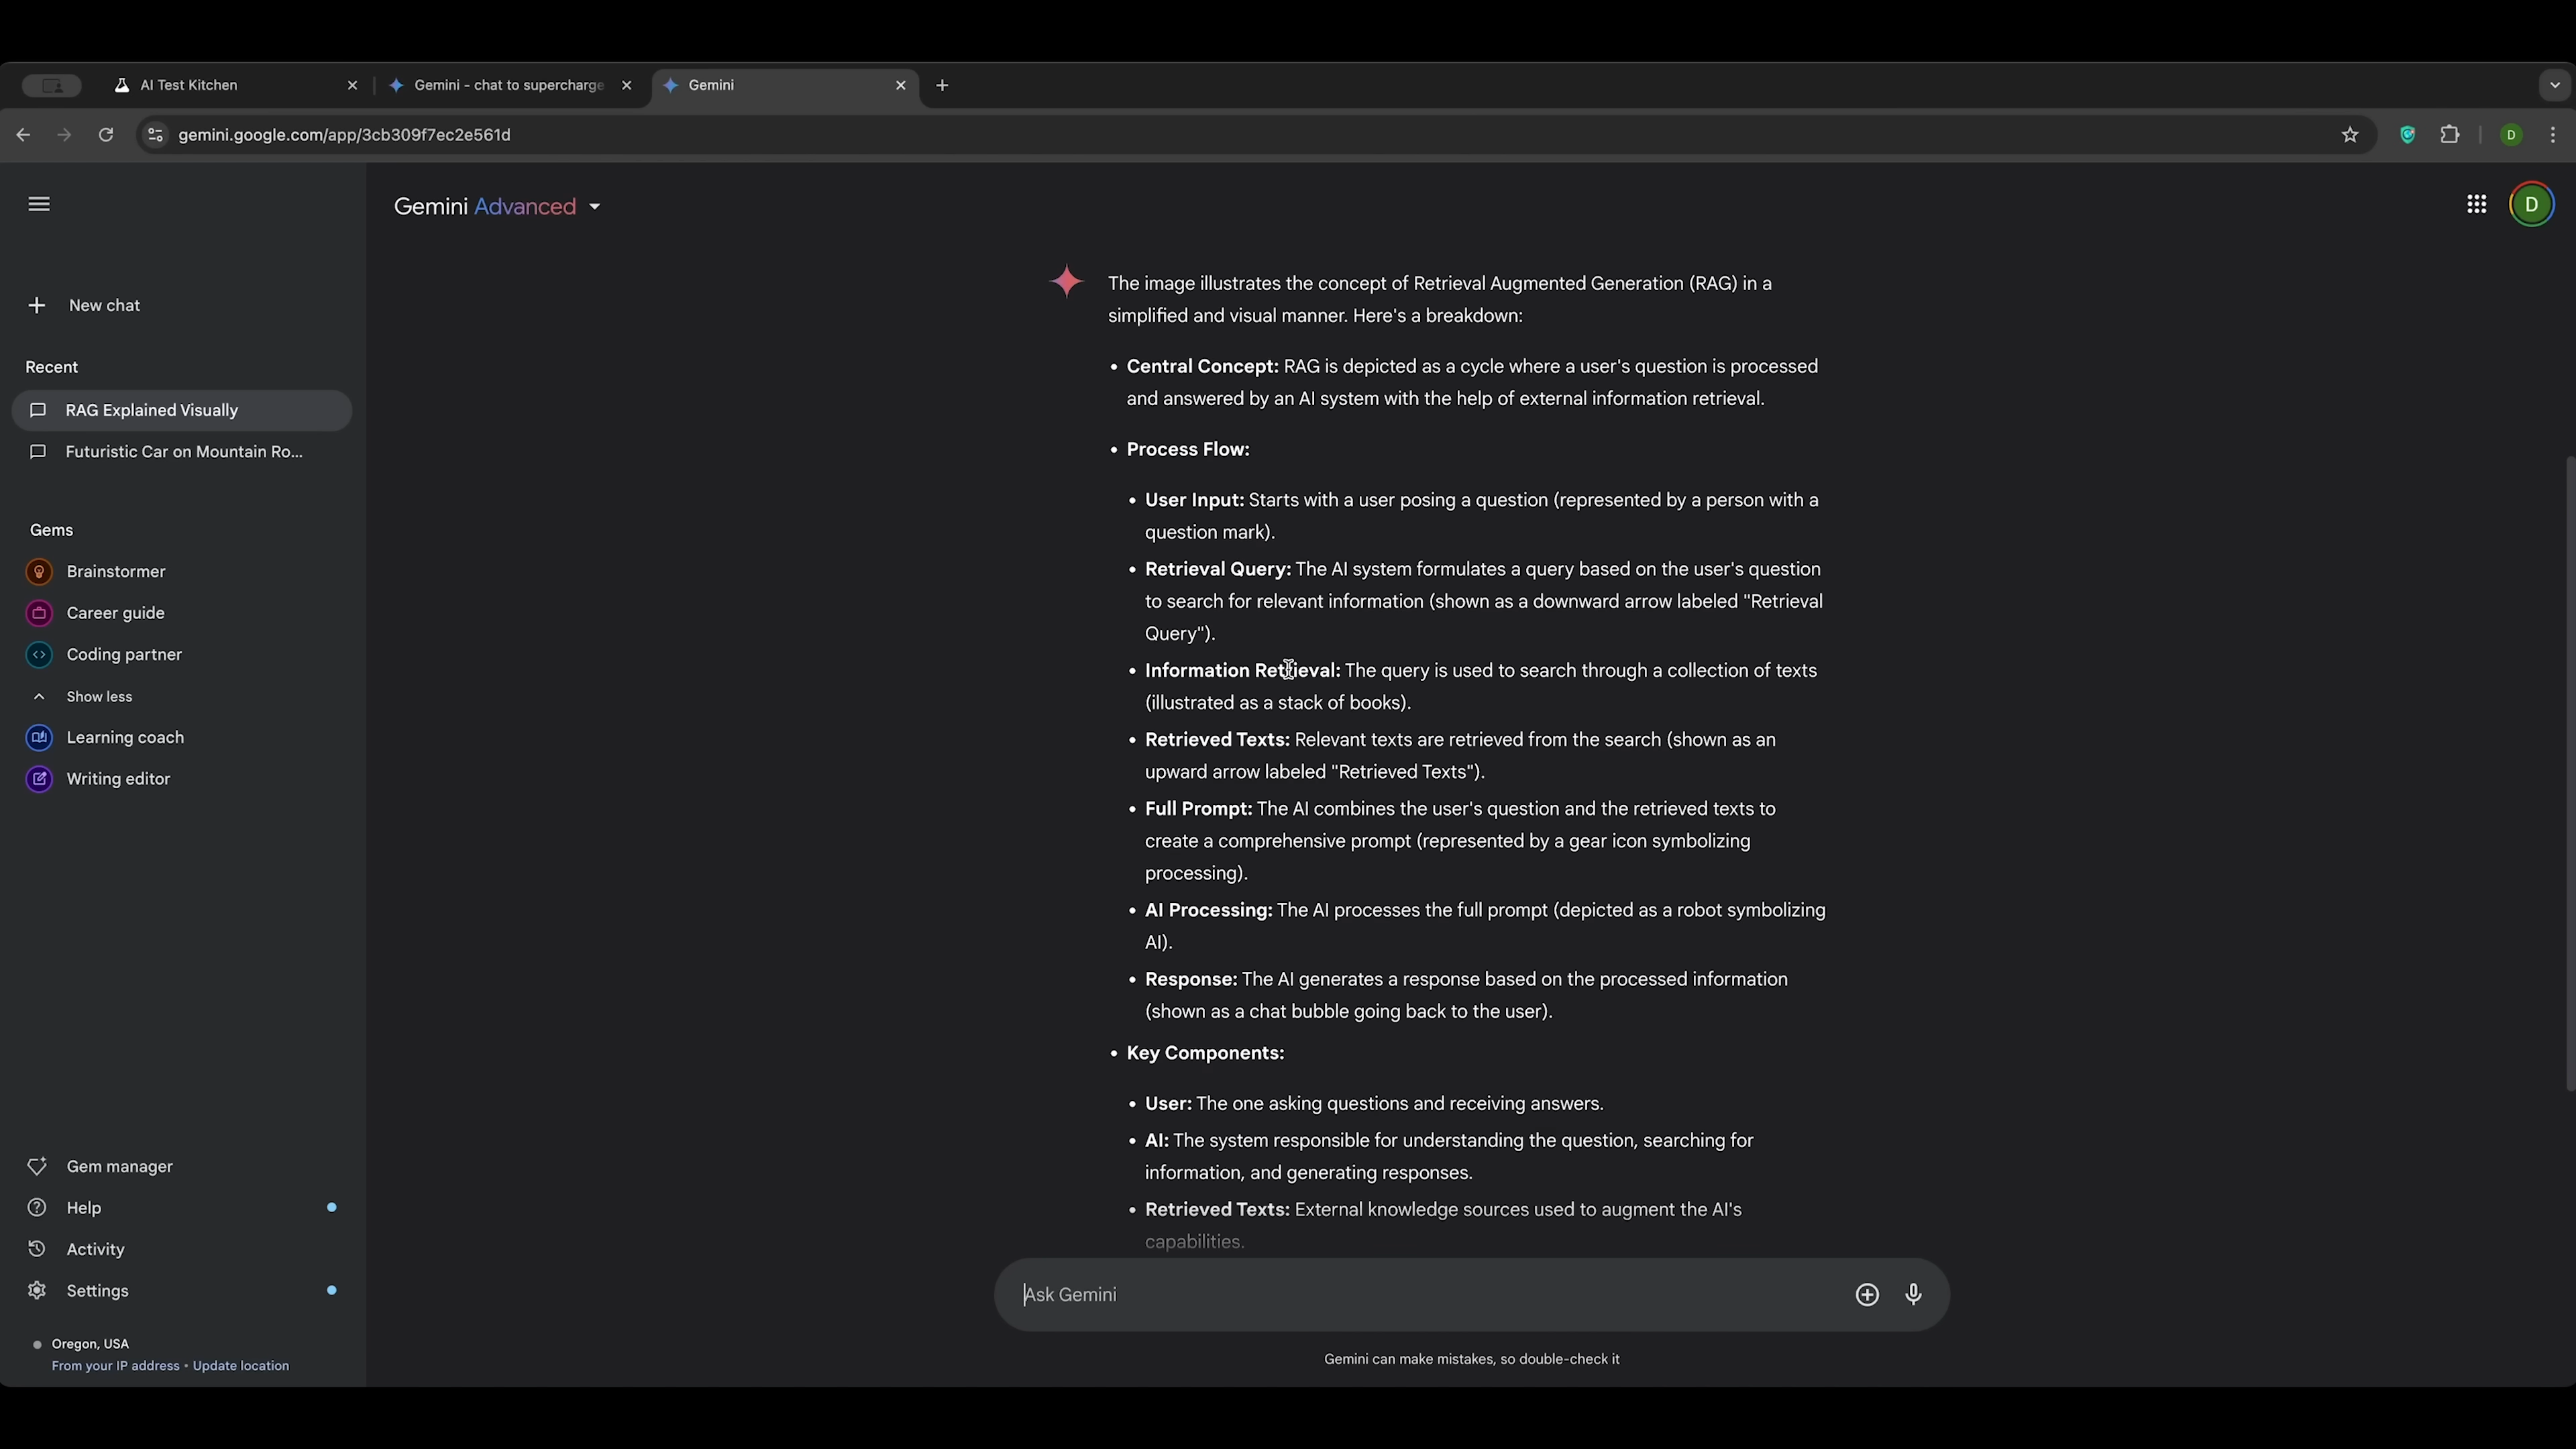 AI Test Kitchen
Gemini - chat to supercharge
Gemini
gemini.google.com/app/3cb309f7ec2e561d
D
Gemini Advanced
D
New chat
Recent
RAG Explained Visually
Futuristic Car on Mountain Ro...
Gems
Brainstormer
Career guide
Coding partner
Show less
Learning coach
Writing editor
Gem manager
Help
Activity
Settings
Oregon, USA
From your IP address • Update location
The image illustrates the concept of Retrieval Augmented Generation (RAG) in a
simplified and visual manner. Here's a breakdown:
• Central Concept: RAG is depicted as a cycle where a user's question is processed
and answered by an AI system with the help of external information retrieval.
• Process Flow:
• User Input: Starts with a user posing a question (represented by a person with a
question mark).
• Retrieval Query: The AI system formulates a query based on the user's question
to search for relevant information (shown as a downward arrow labeled "Retrieval
Query").
• Information Retrieval: The query is used to search through a collection of texts
(illustrated as a stack of books).
• Retrieved Texts: Relevant texts are retrieved from the search (shown as an
upward arrow labeled "Retrieved Texts").
• Full Prompt: The AI combines the user's question and the retrieved texts to
create a comprehensive prompt (represented by a gear icon symbolizing
processing).
• AI Processing: The AI processes the full prompt (depicted as a robot symbolizing
AI).
• Response: The AI generates a response based on the processed information
(shown as a chat bubble going back to the user).
• Key Components:
• User: The one asking questions and receiving answers.
• AI: The system responsible for understanding the question, searching for
information, and generating responses.
• Retrieved Texts: External knowledge sources used to augment the AI's
capabilities.
Ask Gemini
Gemini can make mistakes, so double-check it